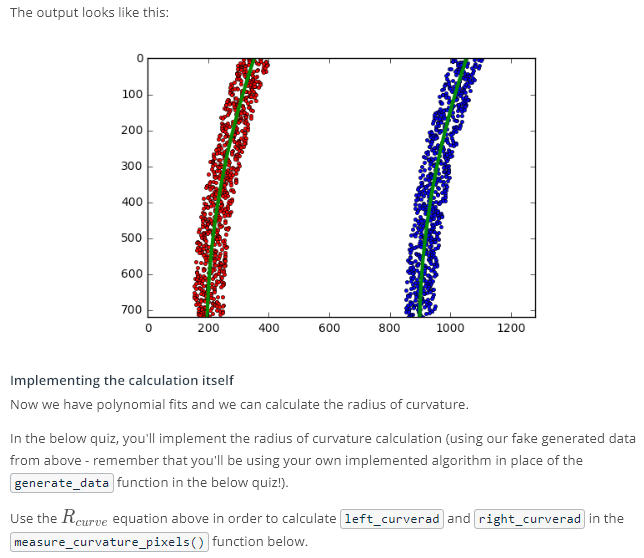 The output looks like this:
0
100
200
300
400
500
600
700
0 200 400 600 800 1000 1200
Implementing the calculation itself
Now we have polynomial fits and we can calculate the radius of curvature.
In the below quiz, you'll implement the radius of curvature calculation (using our fake generated data
from above - remember that you'll be using your own implemented algorithm in place of the
generate_data function in the below quiz!).
Use the R_curve equation above in order to calculate left_curverad and right_curverad in the
measure_curvature_pixels() function below.